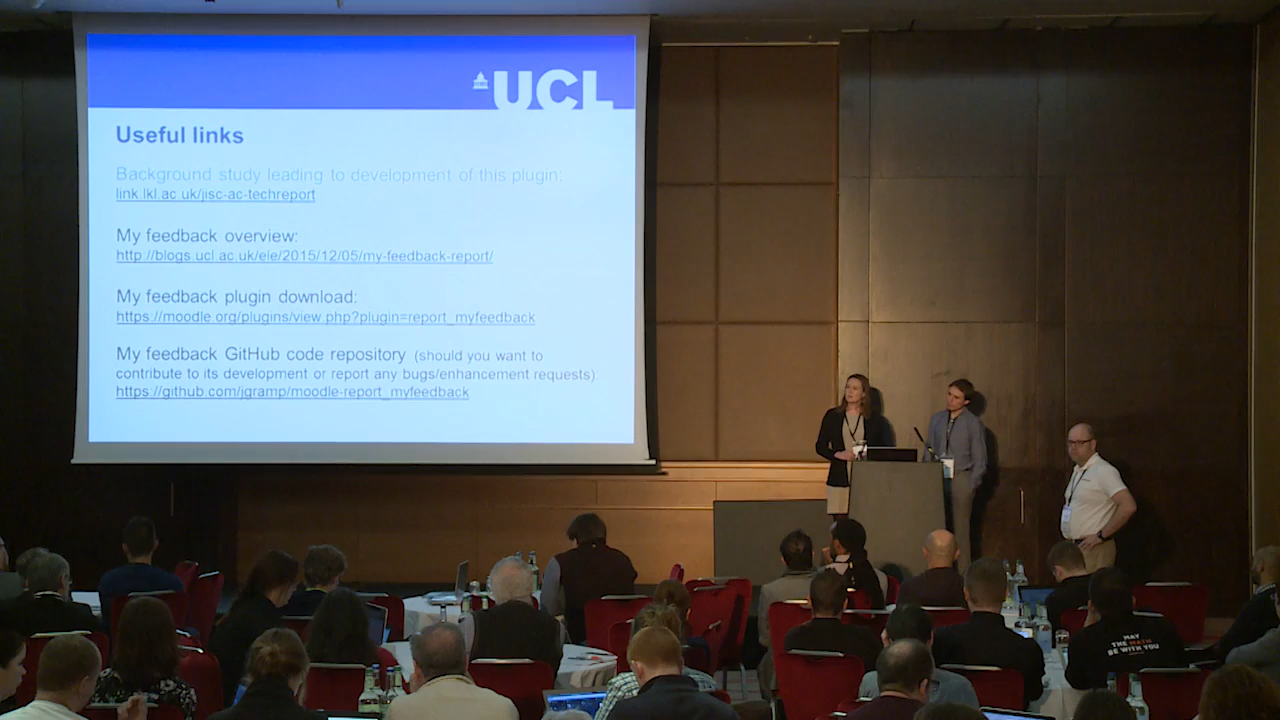 UCL
Useful links
Background study leading to development of this plugin:
link.lkl.ac.uk/jisc-ac-techreport
My feedback overview:
http://blogs.ucl.ac.uk/ele/2015/12/05/my-feedback-report/
My feedback plugin download:
https://moodle.org/plugins/view.php?plugin=report_myfeedback
My feedback GitHub code repository (should you want to
contribute to its development or report any bugs/enhancement requests)
https://github.com/jgramp/moodle-report_myfeedback
MAY
THE MATH
BE WITH YOU